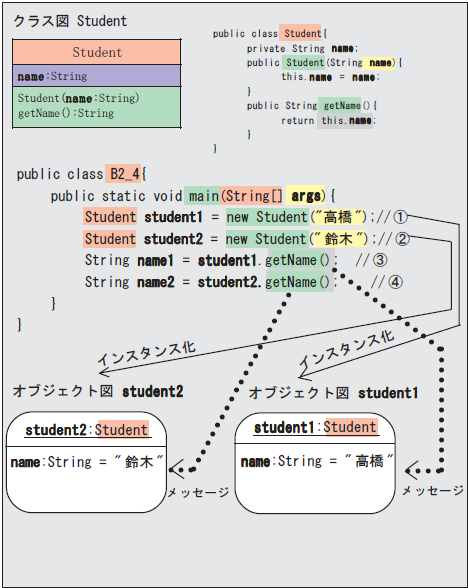 クラス図 Student
Student
name:String
Student(name:String)
getName():String
public class Student{
private String name;
public Student(String name){
this.name = name;
}
public String getName(){
return this.name;
}
}
public class B2_4{
public static void main(String[] args){
Student student1 = new Student("高橋");//①
Student student2 = new Student("鈴木");//②
String name1 = student1.getName(); //③
String name2 = student2.getName(); //④
}
}
インスタンス化
インスタンス化
オブジェクト図 student2
student2:Student
name:String = "鈴木"
メッセージ
オブジェクト図 student1
student1:Student
name:String = "高橋"
メッセージ